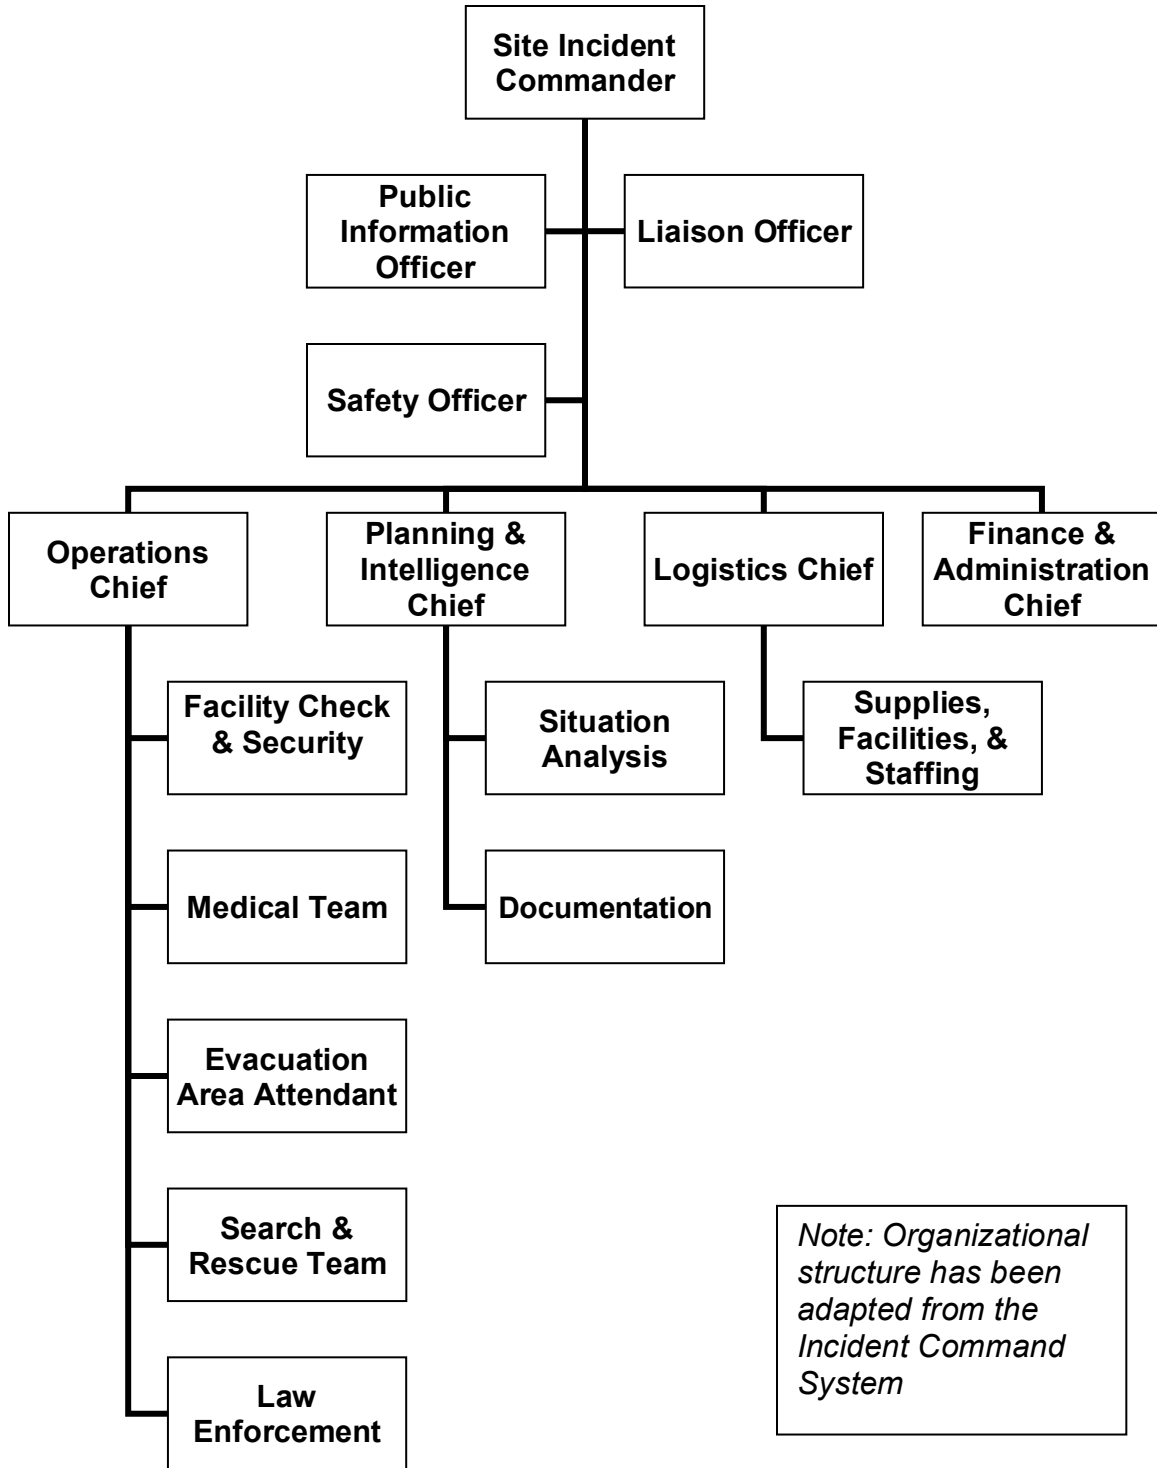 Site Incident
Commander
Public
Information
Officer
Liaison Officer
Safety Officer
Operations
Chief
Planning &
Intelligence
Chief
Logistics Chief
Finance &
Administration
Chief
Facility Check
& Security
Situation
Analysis
Supplies,
Facilities, &
Staffing
Medical Team
Documentation
Evacuation
Area Attendant
Search &
Rescue Team
Note: Organizational
structure has been
adapted from the
Incident Command
System
Law
Enforcement